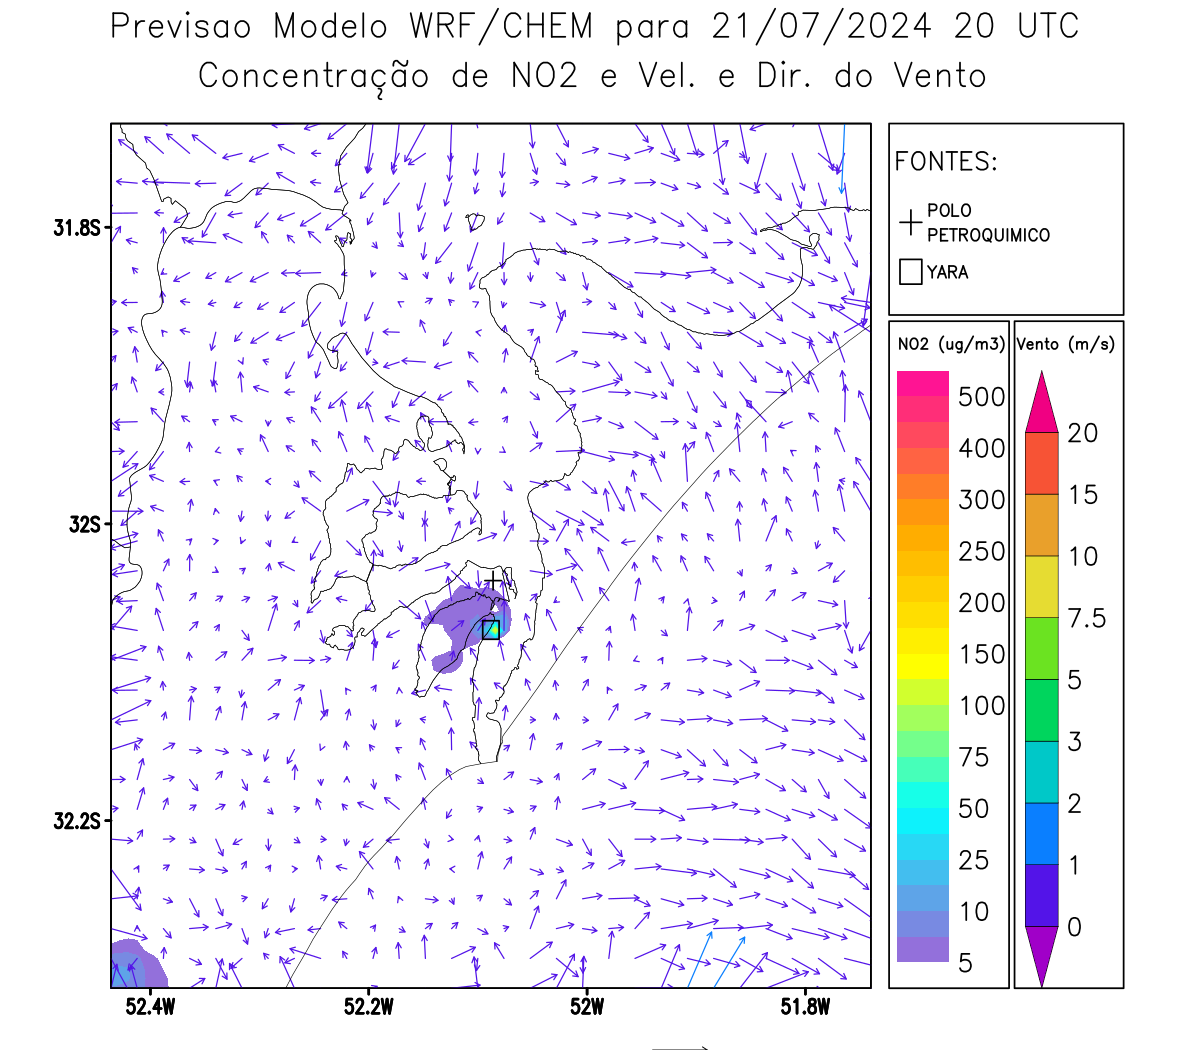 Previsao Modelo WRF/CHEM para 21/07/2024 20 UTC
Concentração de NO2 e Vel. e Dir. do Vento
FONTES:
POLO
PETROQUIMICO
YARA
NO2 (ug/m3)
500
400
300
250
200
150
100
75
50
25
10
5
Vento (m/s)
20
15
10
7.5
5
3
2
1
0
31.8S
32S
32.2S
52.4W
52.2W
52W
51.8W